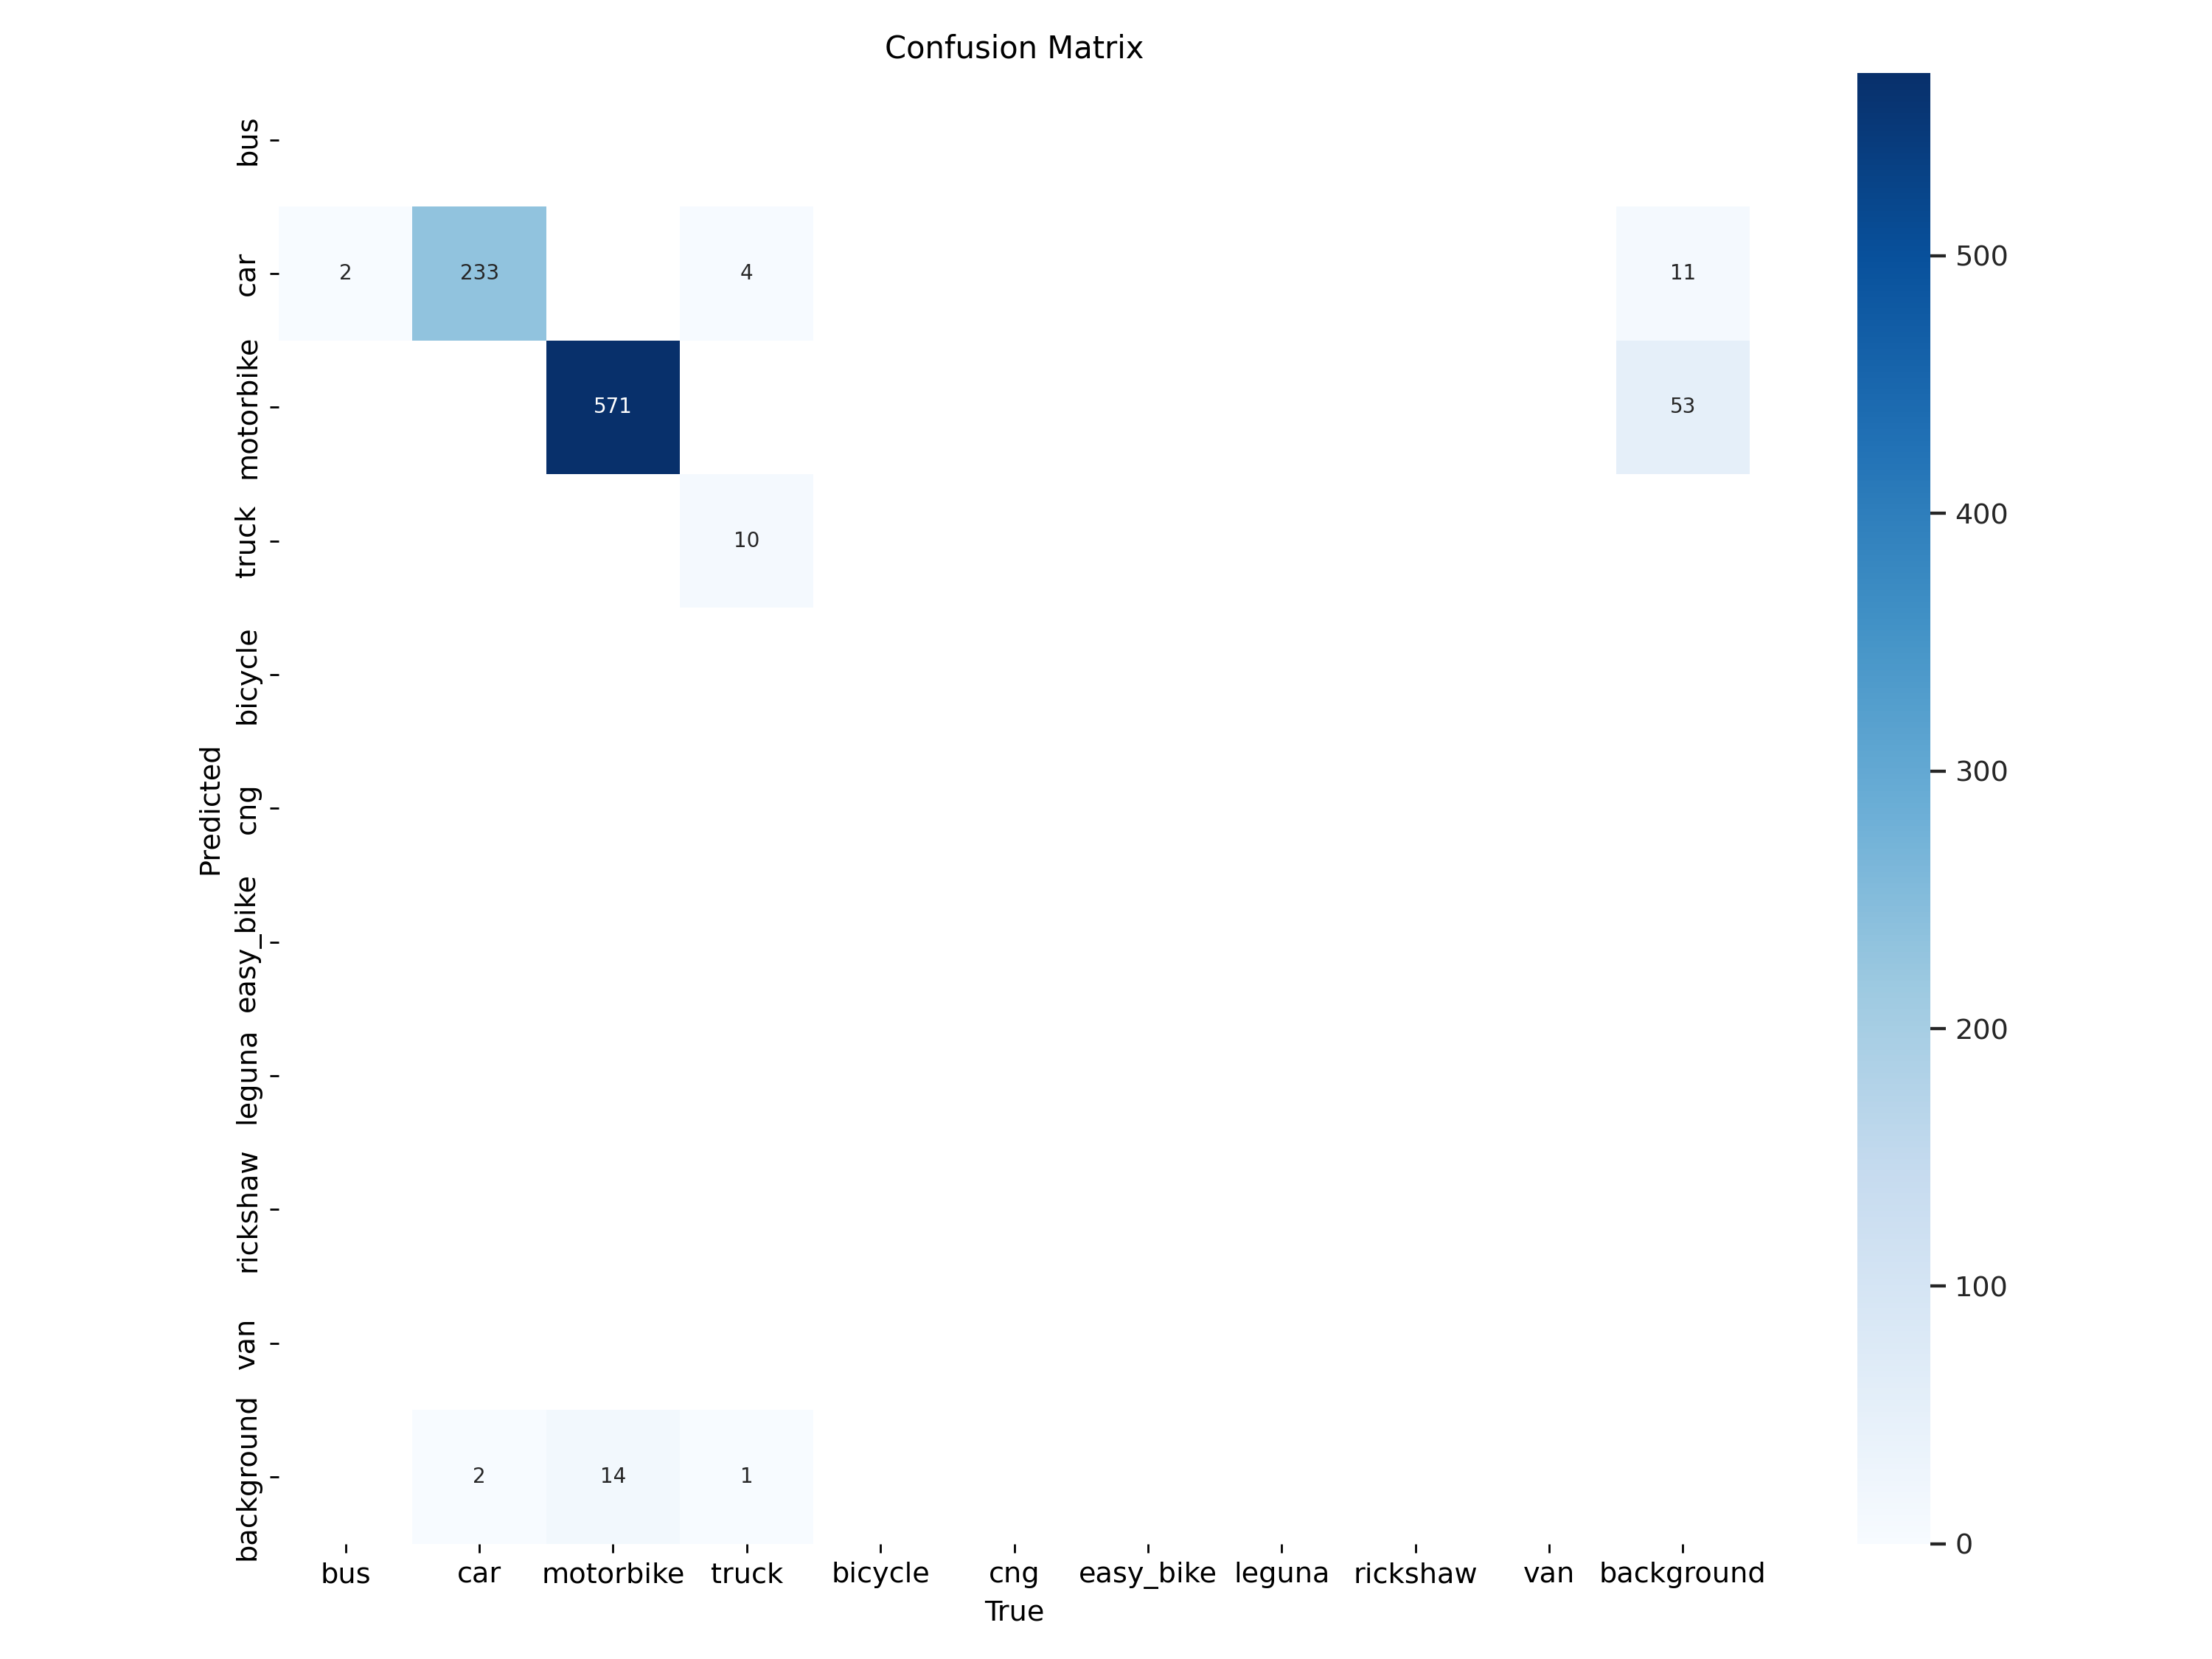 Confusion Matrix
bus
car
2
233
4
11
500
motorbike
571
53
truck
10
400
bicycle
Predicted
cng
300
easy_bike
leguna
200
rickshaw
van
100
background
2
14
1
0
bus car motorbike truck bicycle cng easy_bike leguna rickshaw van background
True